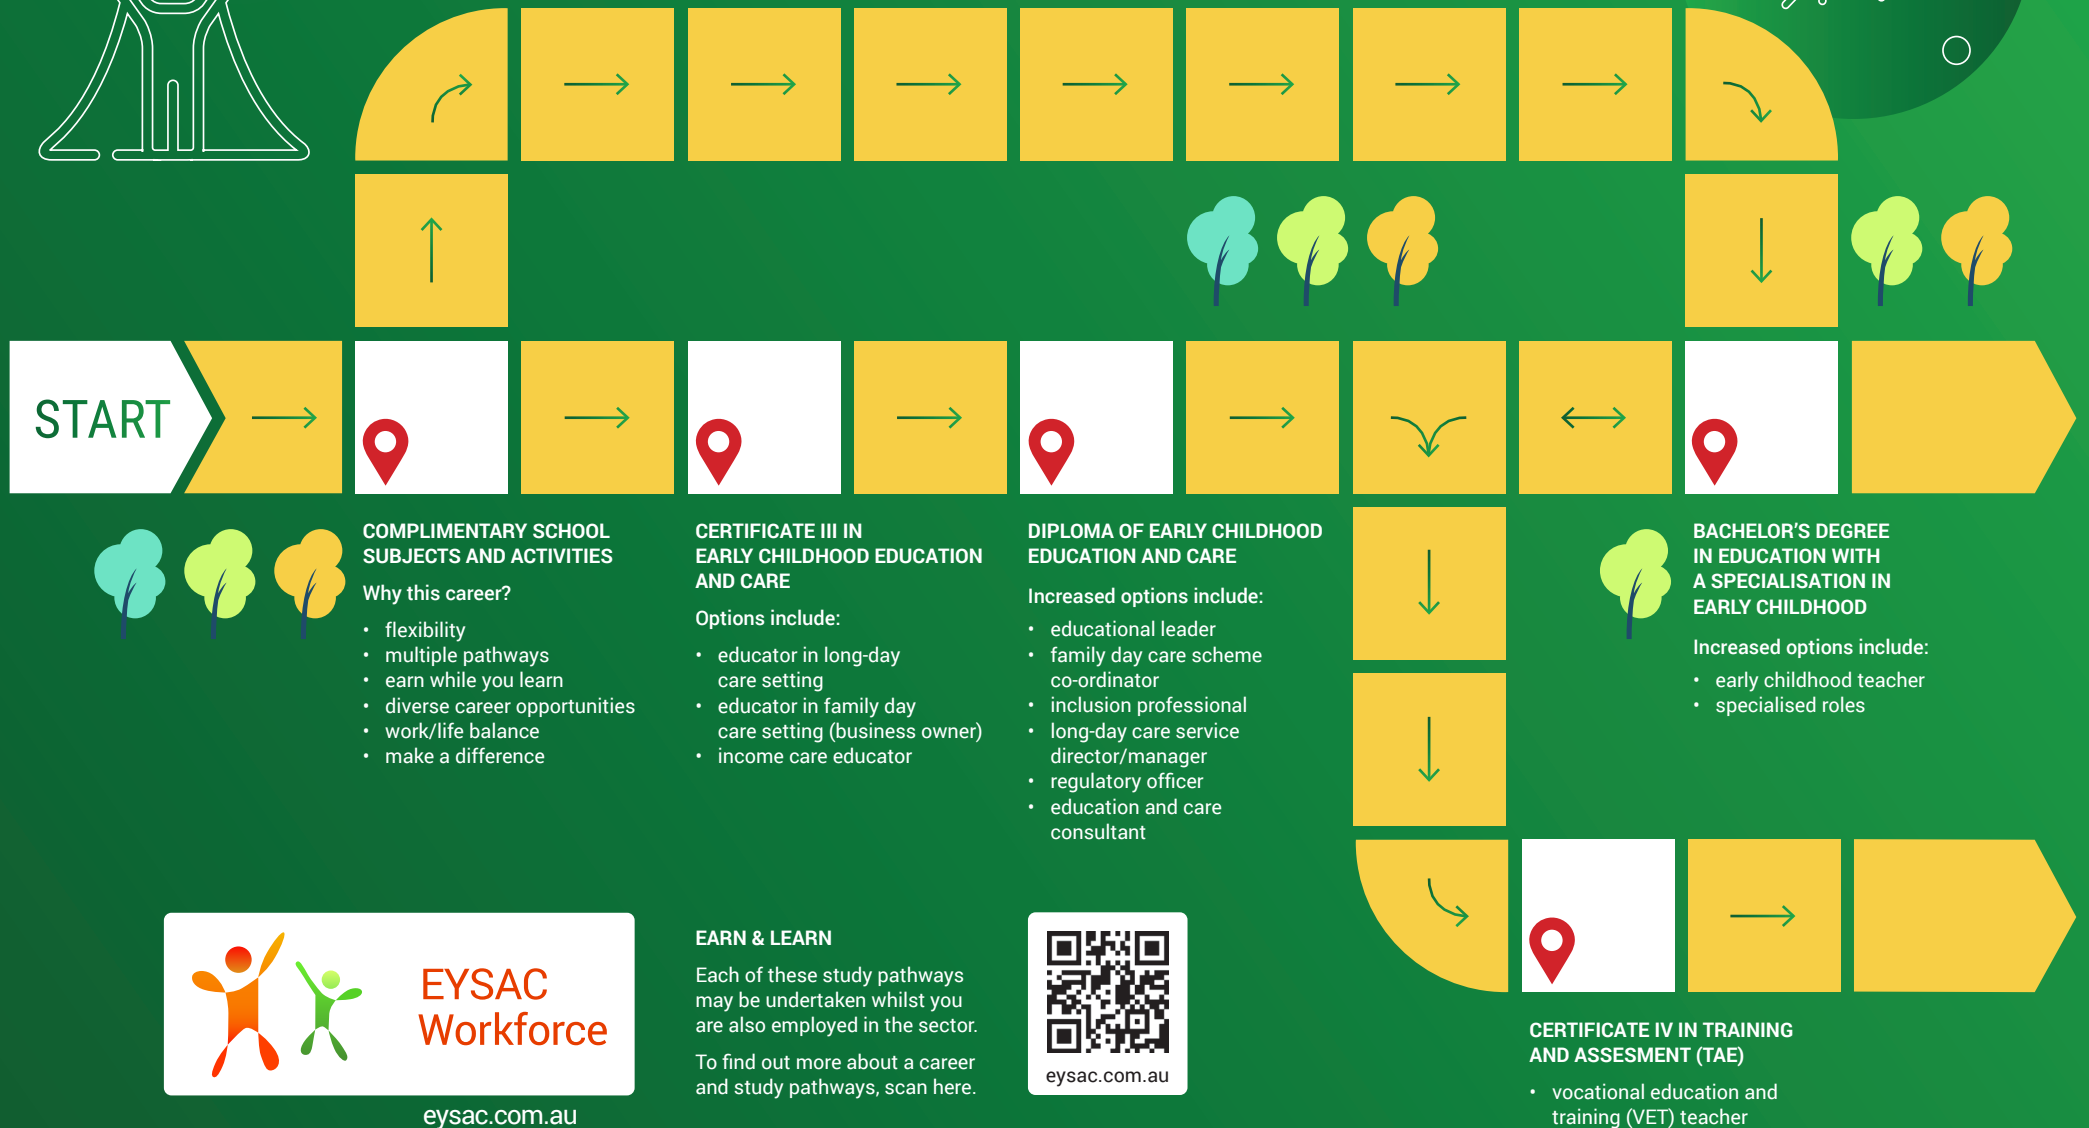 START
COMPLIMENTARY SCHOOL
SUBJECTS AND ACTIVITIES
Why this career?
• flexibility
• multiple pathways
• earn while you learn
• diverse career opportunities
• work/life balance
• make a difference
CERTIFICATE III IN
EARLY CHILDHOOD EDUCATION
AND CARE
Options include:
• educator in long-day
care setting
• educator in family day
care setting (business owner)
• income care educator
DIPLOMA OF EARLY CHILDHOOD
EDUCATION AND CARE
Increased options include:
• educational leader
• family day care scheme
co-ordinator
• inclusion professional
• long-day care service
director/manager
• regulatory officer
• education and care
consultant
BACHELOR'S DEGREE
IN EDUCATION WITH
A SPECIALISATION IN
EARLY CHILDHOOD
Increased options include:
• early childhood teacher
• specialised roles
EYSAC
Workforce
eysac.com.au
EARN & LEARN
Each of these study pathways
may be undertaken whilst you
are also employed in the sector.
To find out more about a career
and study pathways, scan here.
eysac.com.au
CERTIFICATE IV IN TRAINING
AND ASSESMENT (TAE)
• vocational education and
training (VET) teacher